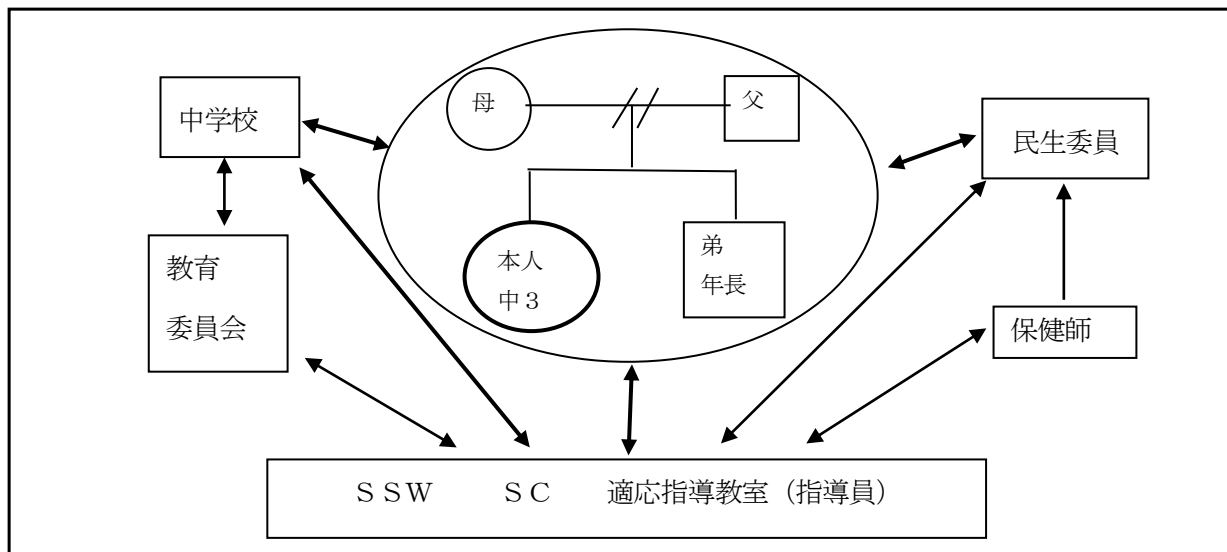 母
父
中学校
民生委員
教育
委員会
本人
中３
弟
年長
保健師
ＳＳＷ　ＳＣ　適応指導教室（指導員）